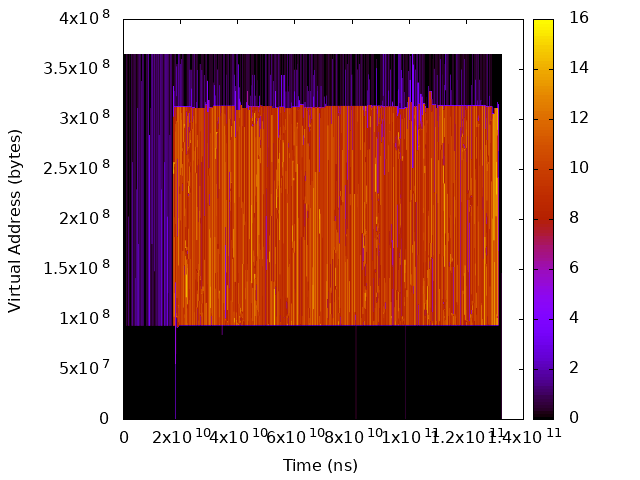 4x10^8
3.5x10^8
3x10^8
2.5x10^8
2x10^8
1.5x10^8
1x10^8
5x10^7
0
Virtual Address (bytes)
0 2x10^10 4x10^10 6x10^10 8x10^10 1x10^11 1.2x10^11 1.4x10^11
Time (ns)
16
14
12
10
8
6
4
2
0